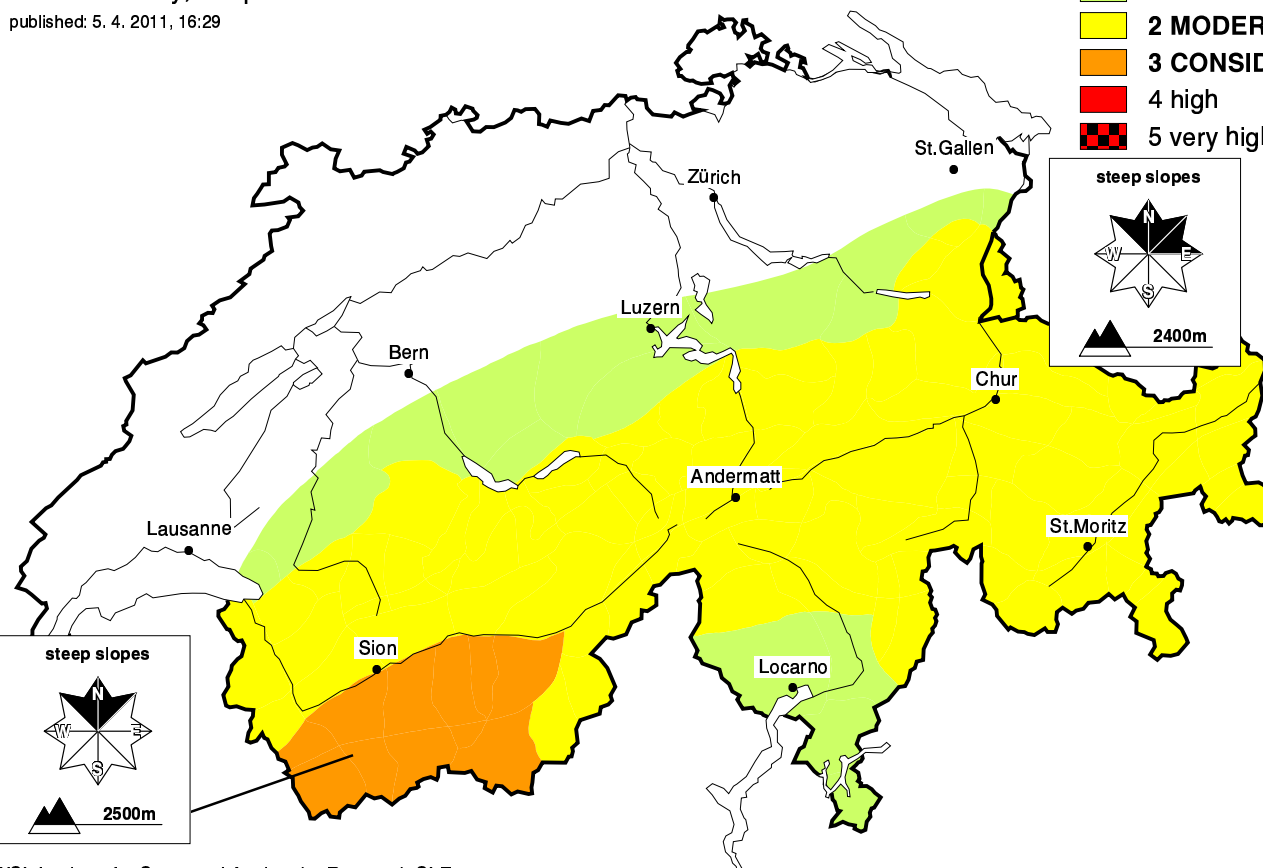 published: 5. 4. 2011, 16:29
2 MODER
3 CONSID
4 high
5 very high
St.Gallen
Zürich
steep slopes
N
W E
S
2400m
Luzern
Bern
Chur
Andermatt
Lausanne
St.Moritz
Sion
Locarno
steep slopes
N
W E
S
2500m